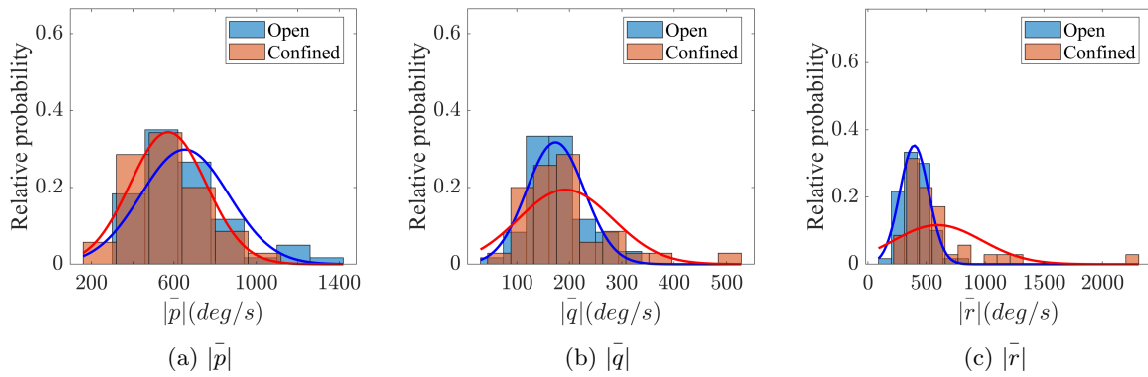 0.6
0.4
0.2
0
Relative probability
Open
Confined
200 600 1000 1400
|p̄|(deg/s)
(a) |p̄|
0.6
0.4
0.2
0
Relative probability
Open
Confined
100 200 300 400 500
|q̄|(deg/s)
(b) |q̄|
0.6
0.4
0.2
0
Relative probability
Open
Confined
0 500 1000 1500 2000
|r̄|(deg/s)
(c) |r̄|